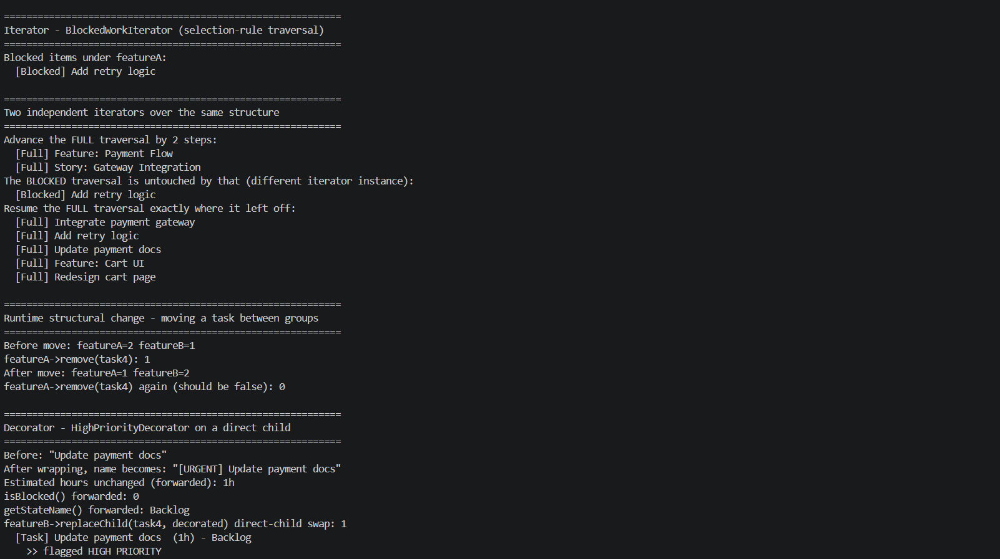 ============================================================
Iterator - BlockedWorkIterator (selection-rule traversal)
============================================================
Blocked items under featureA:
  [Blocked] Add retry logic

============================================================
Two independent iterators over the same structure
============================================================
Advance the FULL traversal by 2 steps:
  [Full] Feature: Payment Flow
  [Full] Story: Gateway Integration
The BLOCKED traversal is untouched by that (different iterator instance):
  [Blocked] Add retry logic
Resume the FULL traversal exactly where it left off:
  [Full] Integrate payment gateway
  [Full] Add retry logic
  [Full] Update payment docs
  [Full] Feature: Cart UI
  [Full] Redesign cart page

============================================================
Runtime structural change - moving a task between groups
============================================================
Before move: featureA=2 featureB=1
featureA->remove(task4): 1
After move: featureA=1 featureB=2
featureA->remove(task4) again (should be false): 0

============================================================
Decorator - HighPriorityDecorator on a direct child
============================================================
Before: "Update payment docs"
After wrapping, name becomes: "[URGENT] Update payment docs"
Estimated hours unchanged (forwarded): 1h
isBlocked() forwarded: 0
getStateName() forwarded: Backlog
featureB->replaceChild(task4, decorated) direct-child swap: 1
  [Task] Update payment docs  (1h) - Backlog
    >> flagged HIGH PRIORITY